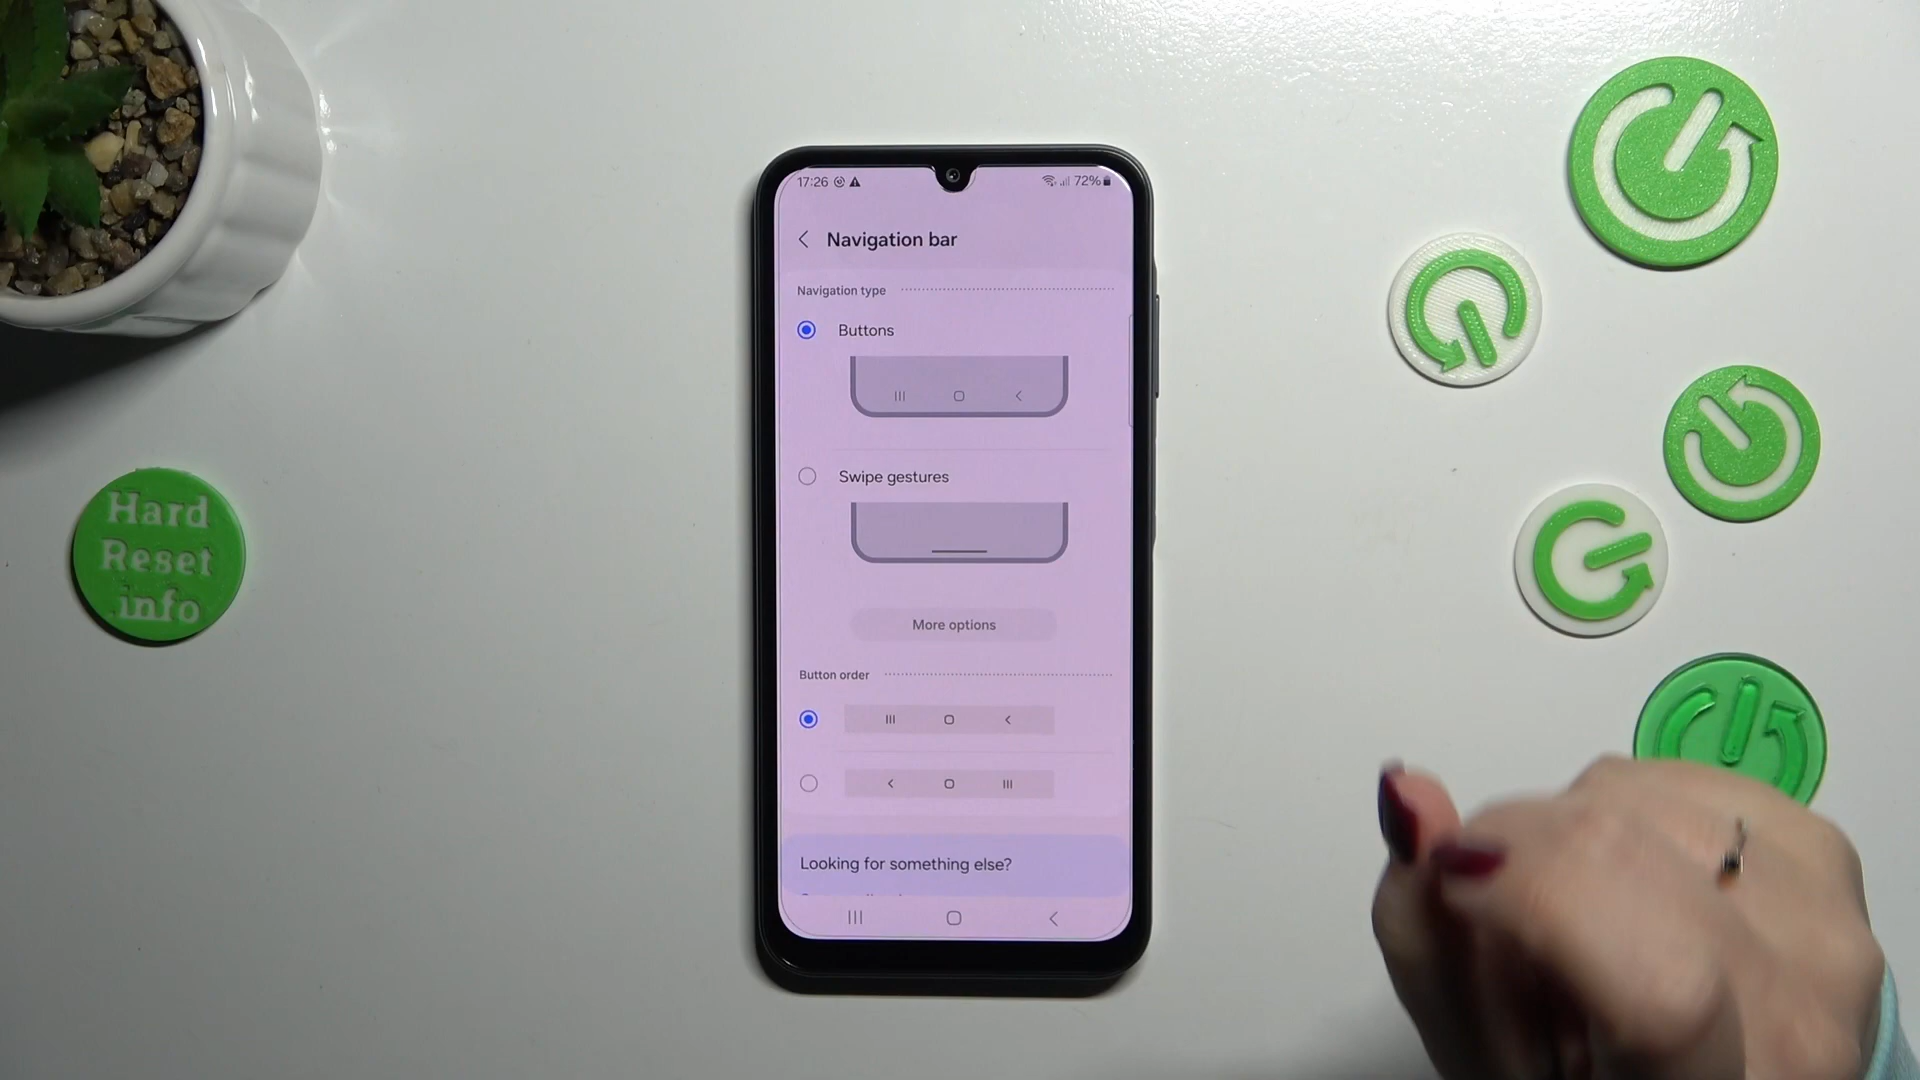 17:26
72%
Navigation bar
Navigation type
Buttons
Swipe gestures
More options
Button order
Looking for something else?
Hard
Reset
info